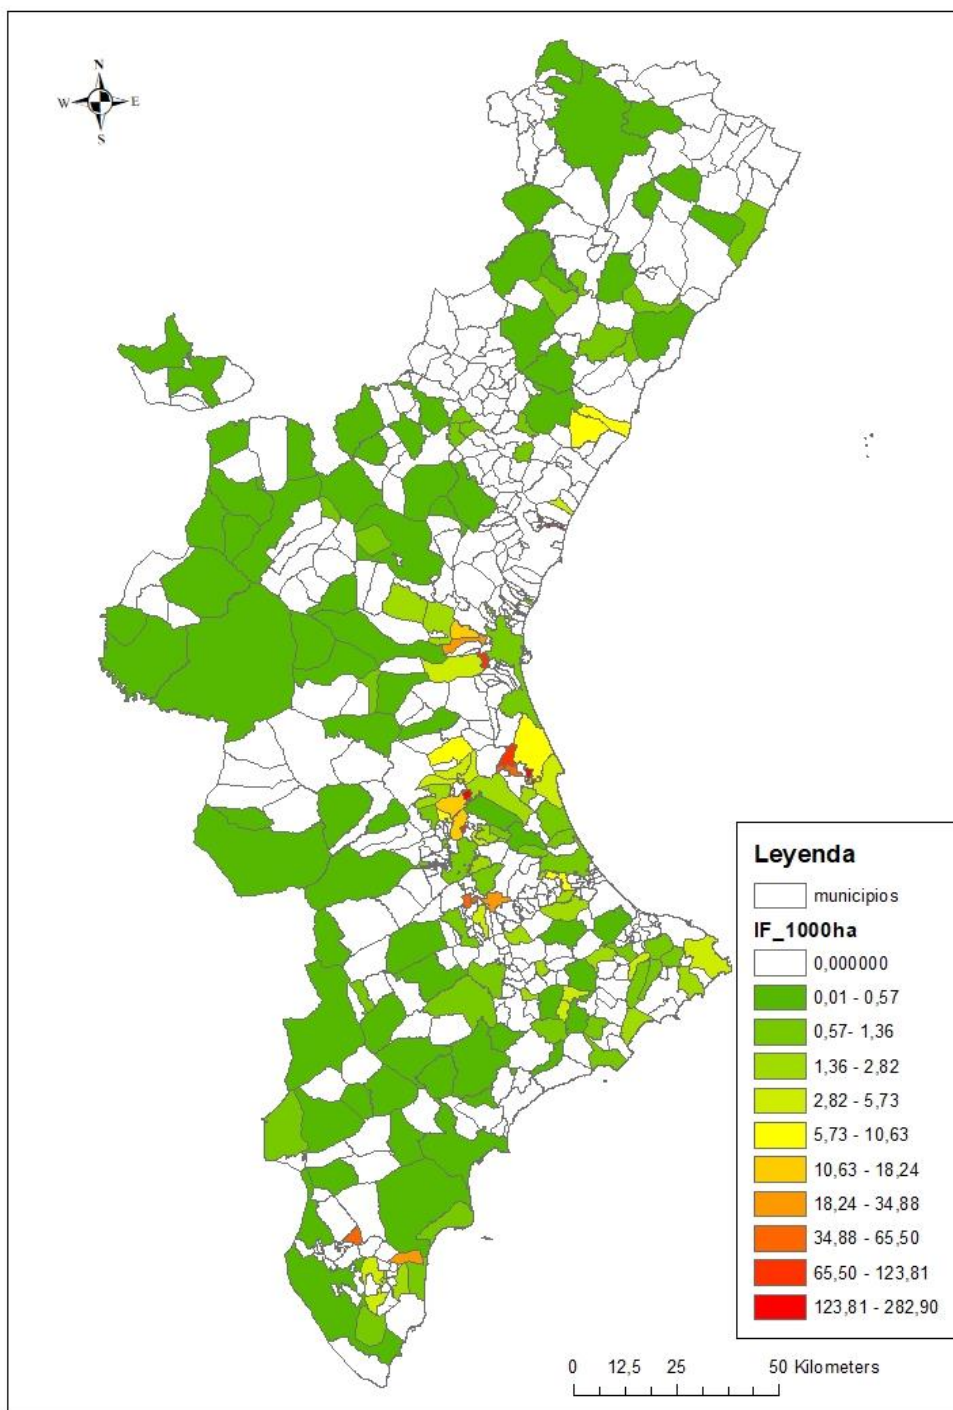 N
W E
S
Leyenda
municipios
IF_1000ha
0,000000
0,01 - 0,57
0,57- 1,36
1,36 - 2,82
2,82 - 5,73
5,73 - 10,63
10,63 - 18,24
18,24 - 34,88
34,88 - 65,50
65,50 - 123,81
123,81 - 282,90
0 12,5 25 50 Kilometers